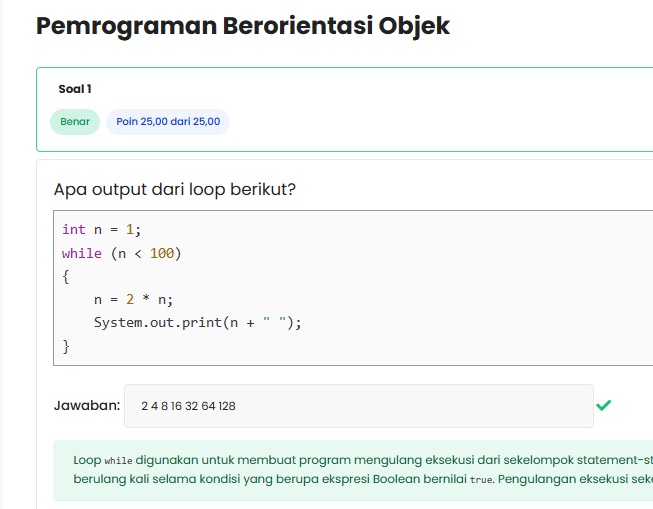 Pemrograman Berorientasi Objek
Soal 1
Benar
Poin 25,00 dari 25,00
Apa output dari loop berikut?
int n = 1;
while (n < 100)
{
    n = 2 * n;
    System.out.print(n + " ");
}
Jawaban: 2 4 8 16 32 64 128
Loop while digunakan untuk membuat program mengulang eksekusi dari sekelompok statement-st
berulang kali selama kondisi yang berupa ekspresi Boolean bernilai true. Pengulangan eksekusi seke